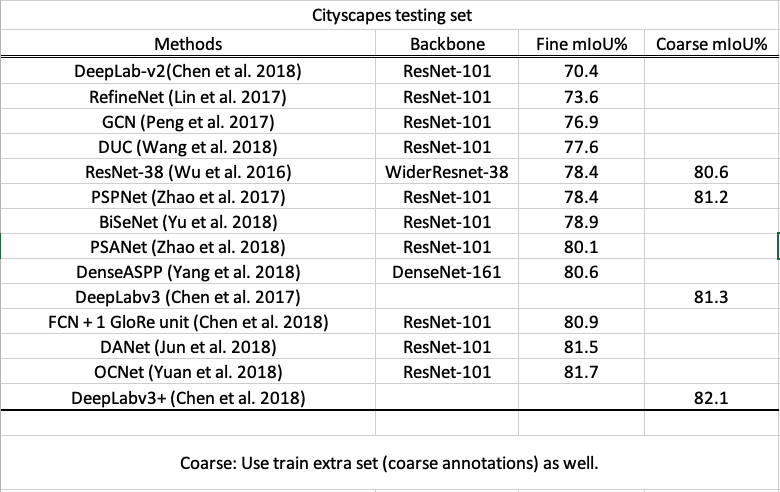 Cityscapes testing set
Methods Backbone Fine mIoU% Coarse mIoU%
DeepLab-v2(Chen et al. 2018) ResNet-101 70.4
RefineNet (Lin et al. 2017) ResNet-101 73.6
GCN (Peng et al. 2017) ResNet-101 76.9
DUC (Wang et al. 2018) ResNet-101 77.6
ResNet-38 (Wu et al. 2016) WiderResnet-38 78.4 80.6
PSPNet (Zhao et al. 2017) ResNet-101 78.4 81.2
BiSeNet (Yu et al. 2018) ResNet-101 78.9
PSANet (Zhao et al. 2018) ResNet-101 80.1
DenseASPP (Yang et al. 2018) DenseNet-161 80.6
DeepLabv3 (Chen et al. 2017) 81.3
FCN + 1 GloRe unit (Chen et al. 2018) ResNet-101 80.9
DANet (Jun et al. 2018) ResNet-101 81.5
OCNet (Yuan et al. 2018) ResNet-101 81.7
DeepLabv3+ (Chen et al. 2018) 82.1
Coarse: Use train extra set (coarse annotations) as well.